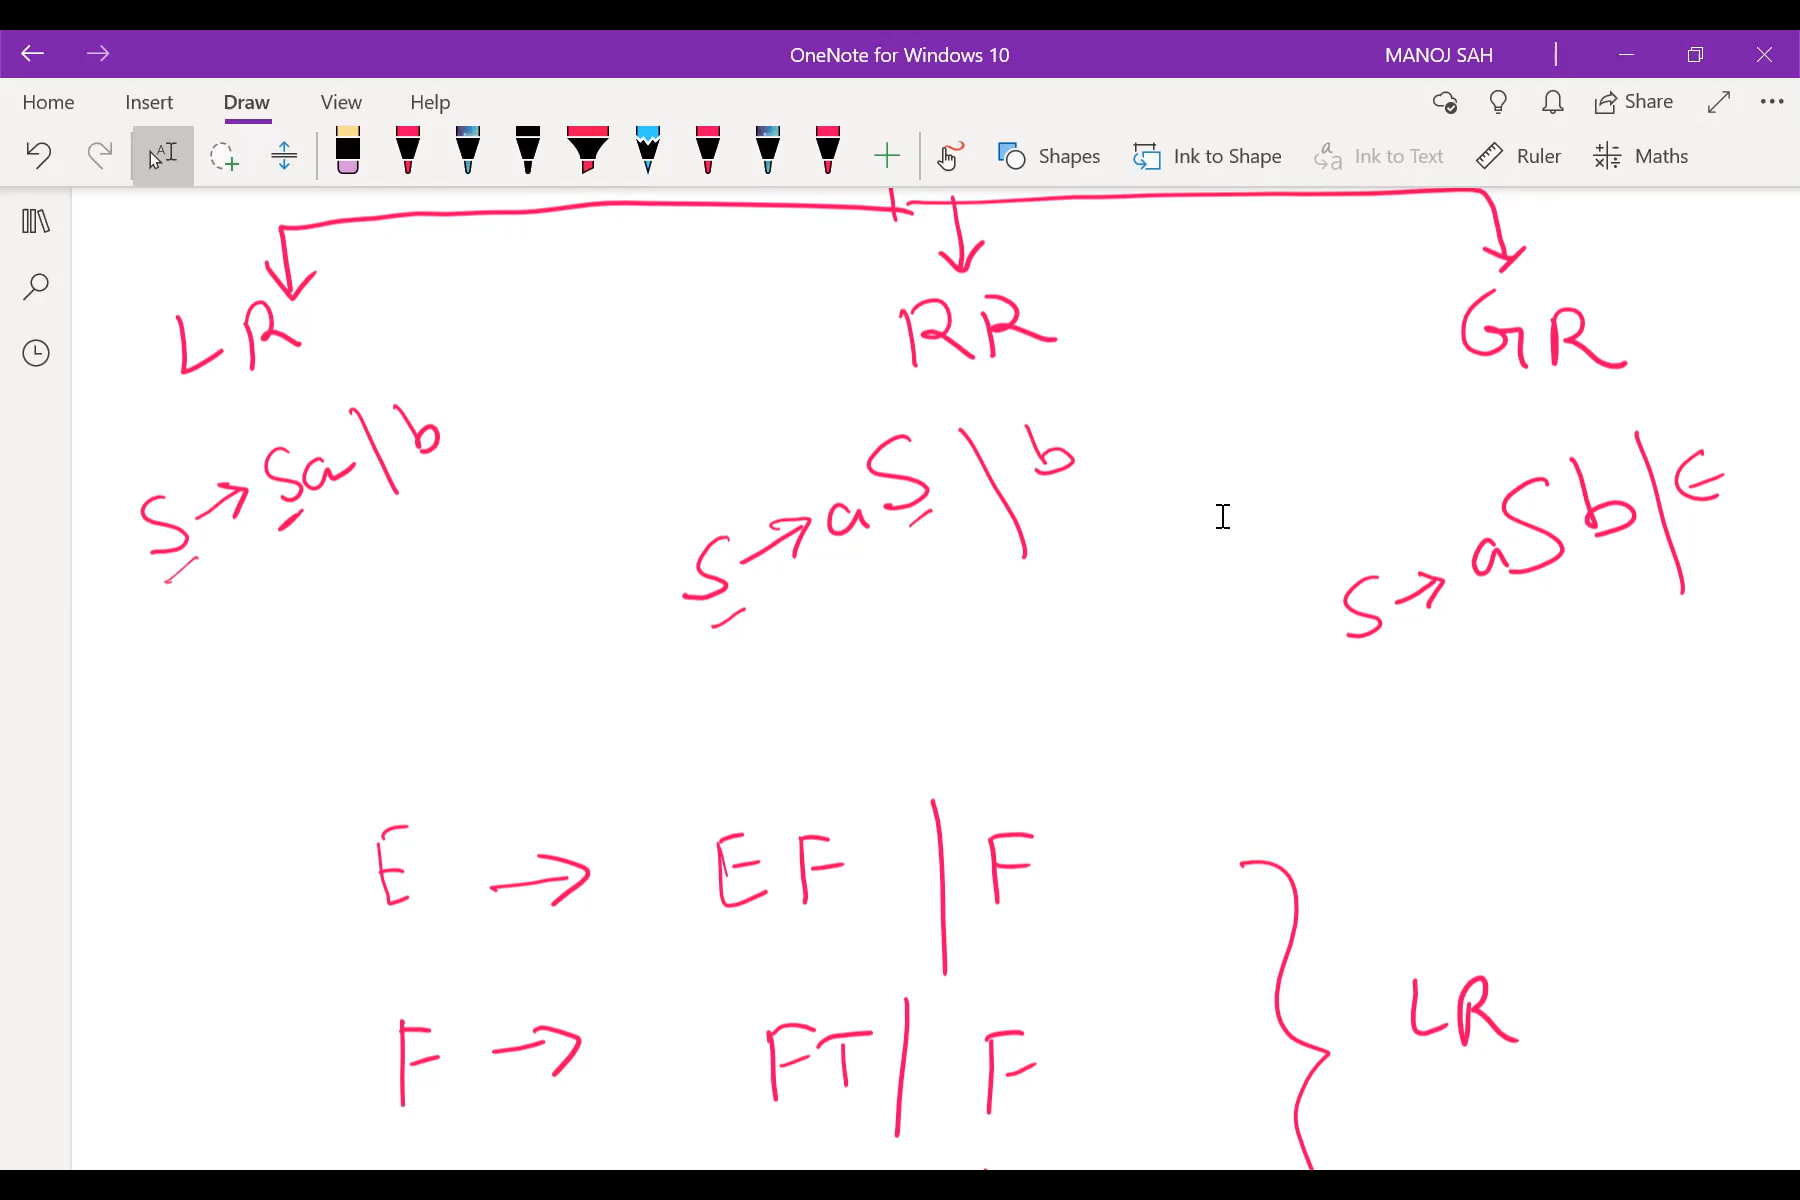 OneNote for Windows 10 MANOJ SAH
Home Insert Draw View Help Share
Shapes Ink to Shape Ink to Text Ruler Maths
LR RR GR
S → Sa | b
S → aS | b
S → aSb | ∈
E → EF | F
F → FT | F
LR